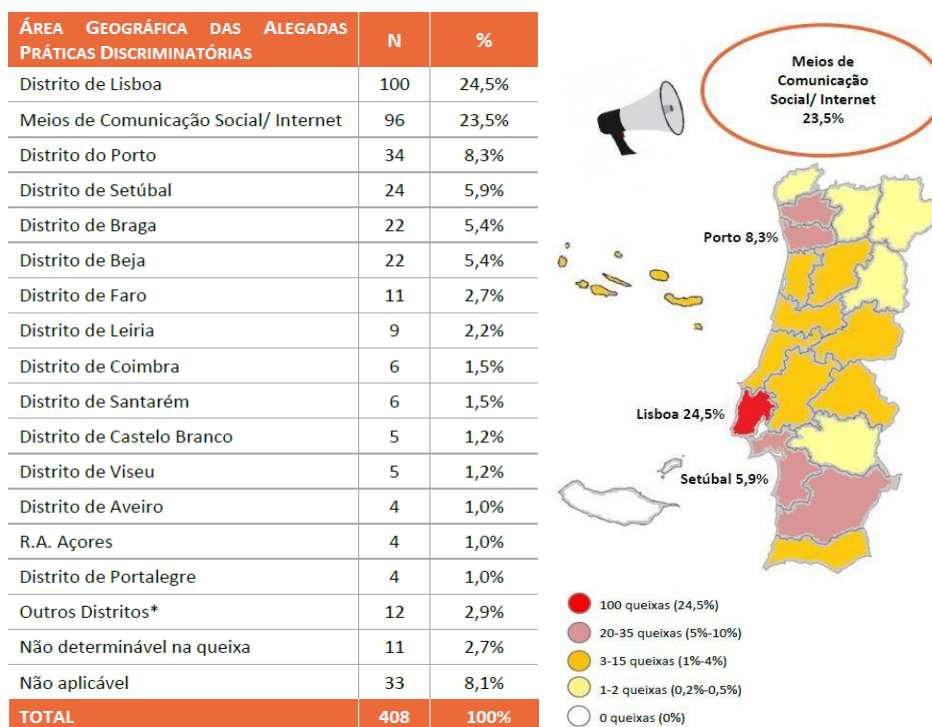 ÁREA GEOGRÁFICA DAS ALEGADAS PRÁTICAS DISCRIMINATÓRIAS N %
Distrito de Lisboa 100 24,5%
Meios de Comunicação Social/ Internet 96 23,5%
Distrito do Porto 34 8,3%
Distrito de Setúbal 24 5,9%
Distrito de Braga 22 5,4%
Distrito de Beja 22 5,4%
Distrito de Faro 11 2,7%
Distrito de Leiria 9 2,2%
Distrito de Coimbra 6 1,5%
Distrito de Santarém 6 1,5%
Distrito de Castelo Branco 5 1,2%
Distrito de Viseu 5 1,2%
Distrito de Aveiro 4 1,0%
R.A. Açores 4 1,0%
Distrito de Portalegre 4 1,0%
Outros Distritos* 12 2,9%
Não determinável na queixa 11 2,7%
Não aplicável 33 8,1%
TOTAL 408 100%
Meios de
Comunicação
Social/ Internet
23,5%
Porto 8,3%
Lisboa 24,5%
Setúbal 5,9%
100 queixas (24,5%)
20-35 queixas (5%-10%)
3-15 queixas (1%-4%)
1-2 queixas (0,2%-0,5%)
0 queixas (0%)